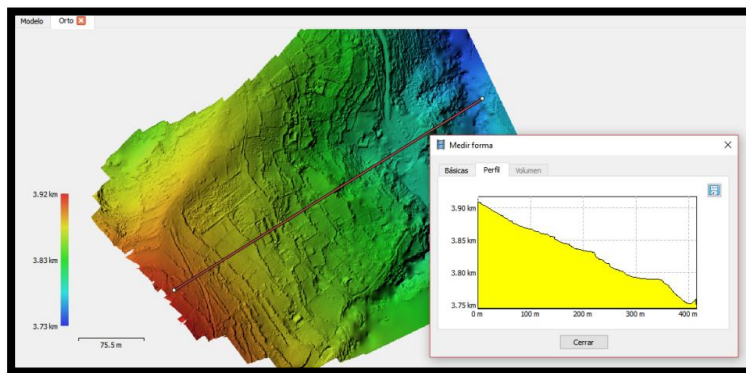 Modelo Orto
Medir forma
Básicas Perfil Volumen
3.92 km
3.83 km
3.73 km
75.5 m
3.90 km
3.85 km
3.80 km
3.75 km
0 m 100 m 200 m 300 m 400 m
Cerrar